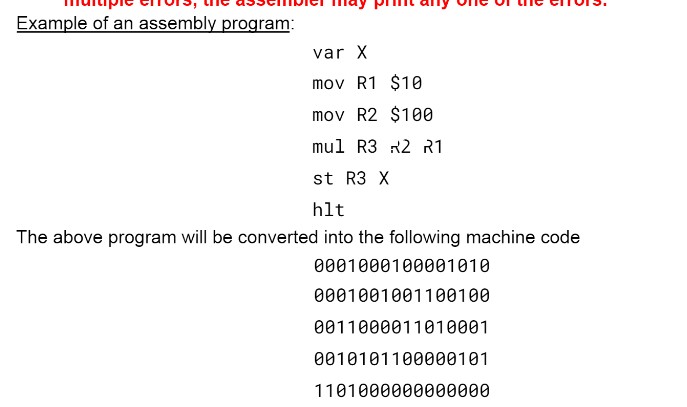 multiple errors, the assembler may print any one of the errors.
Example of an assembly program:
var X
mov R1 $10
mov R2 $100
mul R3 R2 R1
st R3 X
hlt
The above program will be converted into the following machine code
0001000100001010
0001001001100100
0011000011010001
0010101100000101
1101000000000000